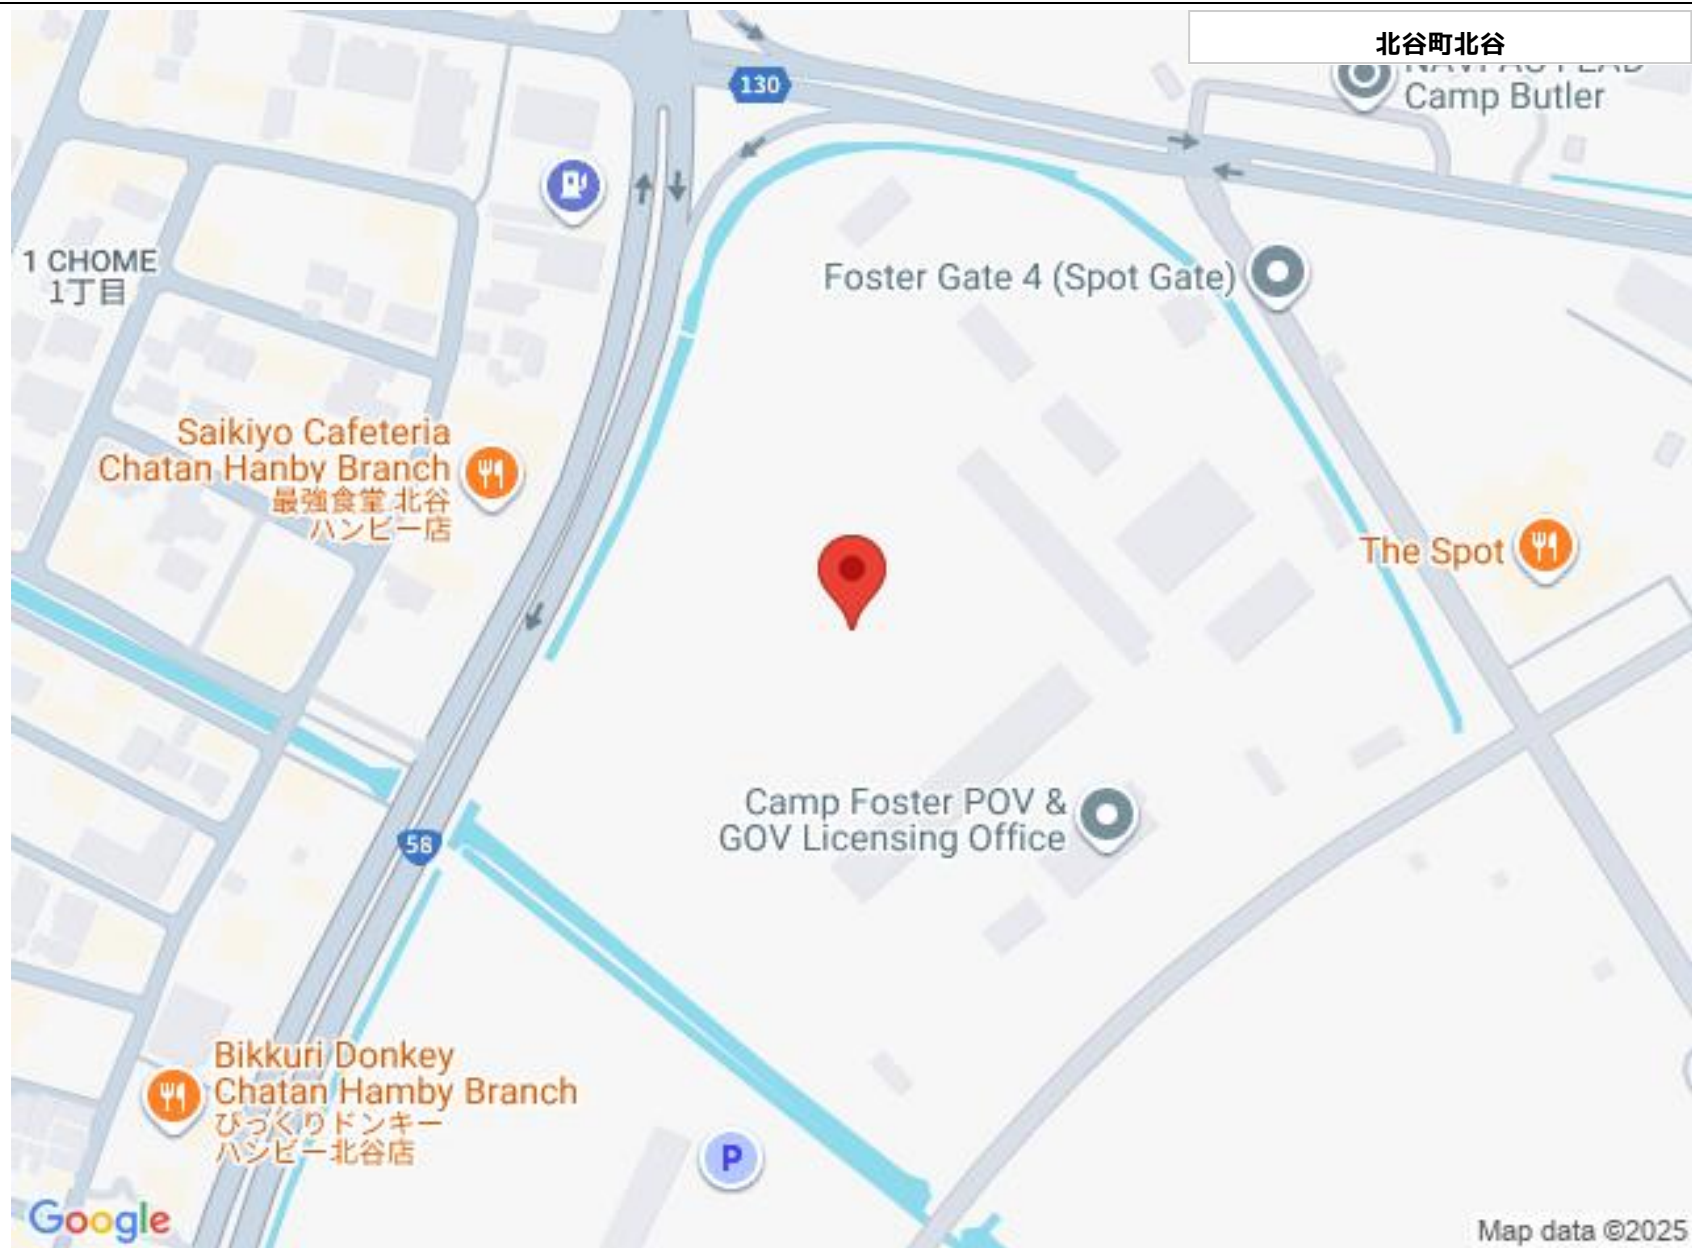 北谷町北谷
130
Camp Butler
1 CHOME
1丁目
Foster Gate 4 (Spot Gate)
Saikiyo Cafeteria
Chatan Hanby Branch
最強食堂 北谷
ハンビー店
The Spot
Camp Foster POV &
GOV Licensing Office
58
Bikkuri Donkey
Chatan Hamby Branch
びっくりドンキー
ハンビー北谷店
P
Google
Map data ©2025